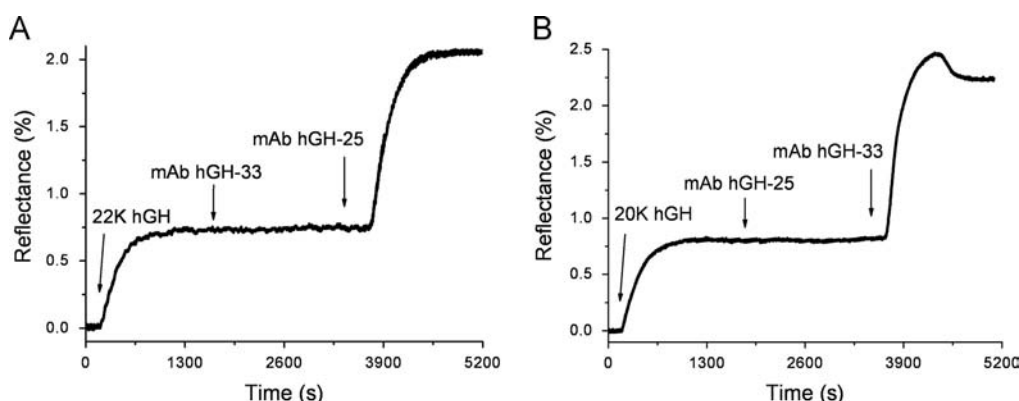 A
Reflectance (%)
2.0
1.5
1.0
0.5
0.0
mAb hGH-25
mAb hGH-33
22K hGH
0 1300 2600 3900 5200
Time (s)
B
Reflectance (%)
2.5
2.0
1.5
1.0
0.5
0.0
mAb hGH-33
mAb hGH-25
20K hGH
0 1300 2600 3900 5200
Time (s)